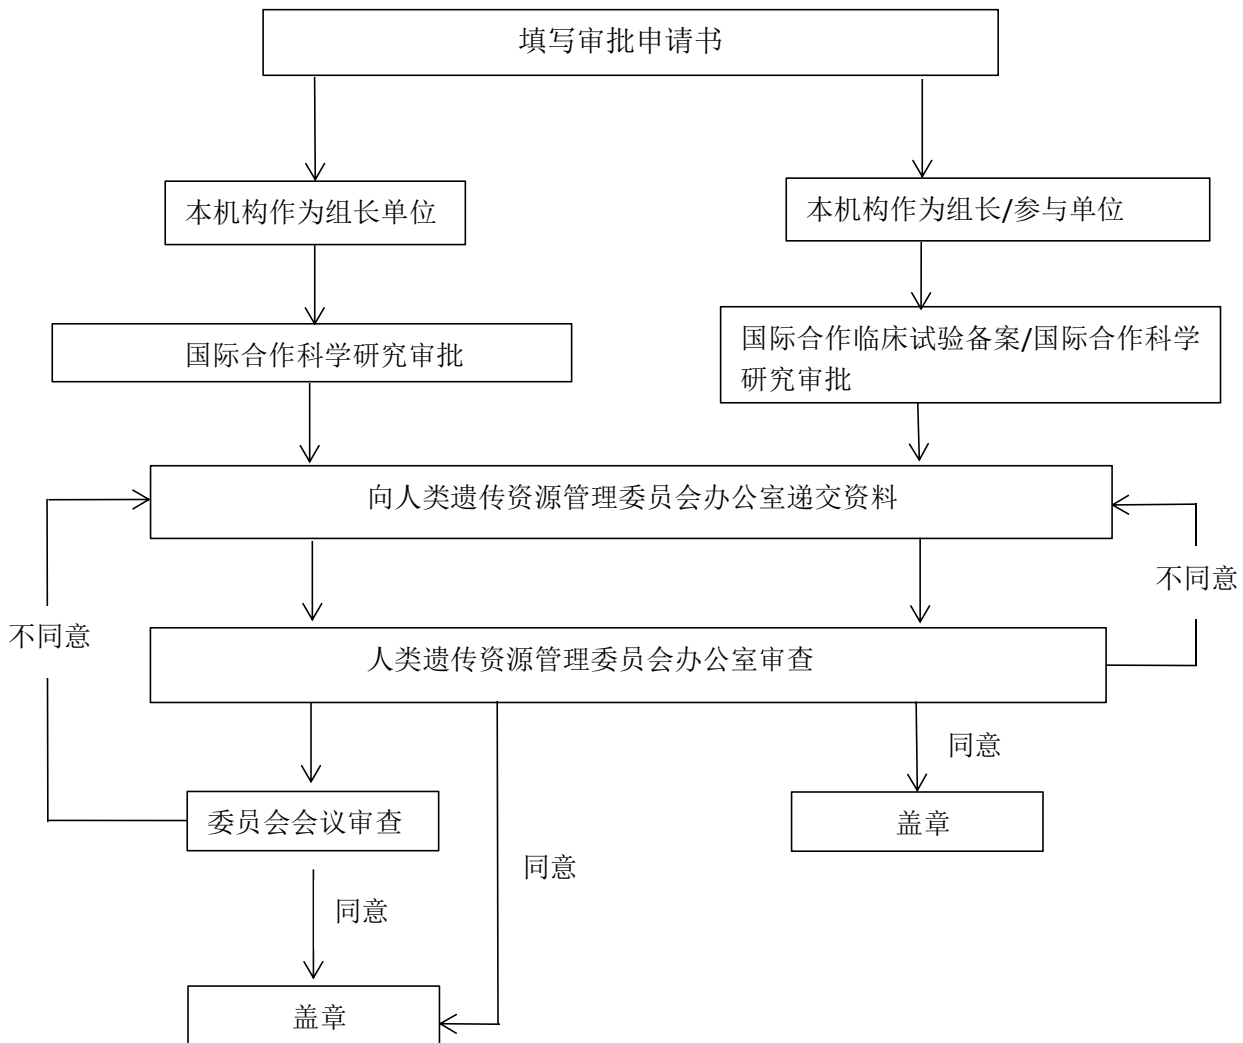 填写审批申请书
本机构作为组长单位
本机构作为组长/参与单位
国际合作科学研究审批
国际合作临床试验备案/国际合作科学
研究审批
向人类遗传资源管理委员会办公室递交资料
不同意
不同意
人类遗传资源管理委员会办公室审查
同意
委员会会议审查
盖章
同意
同意
盖章